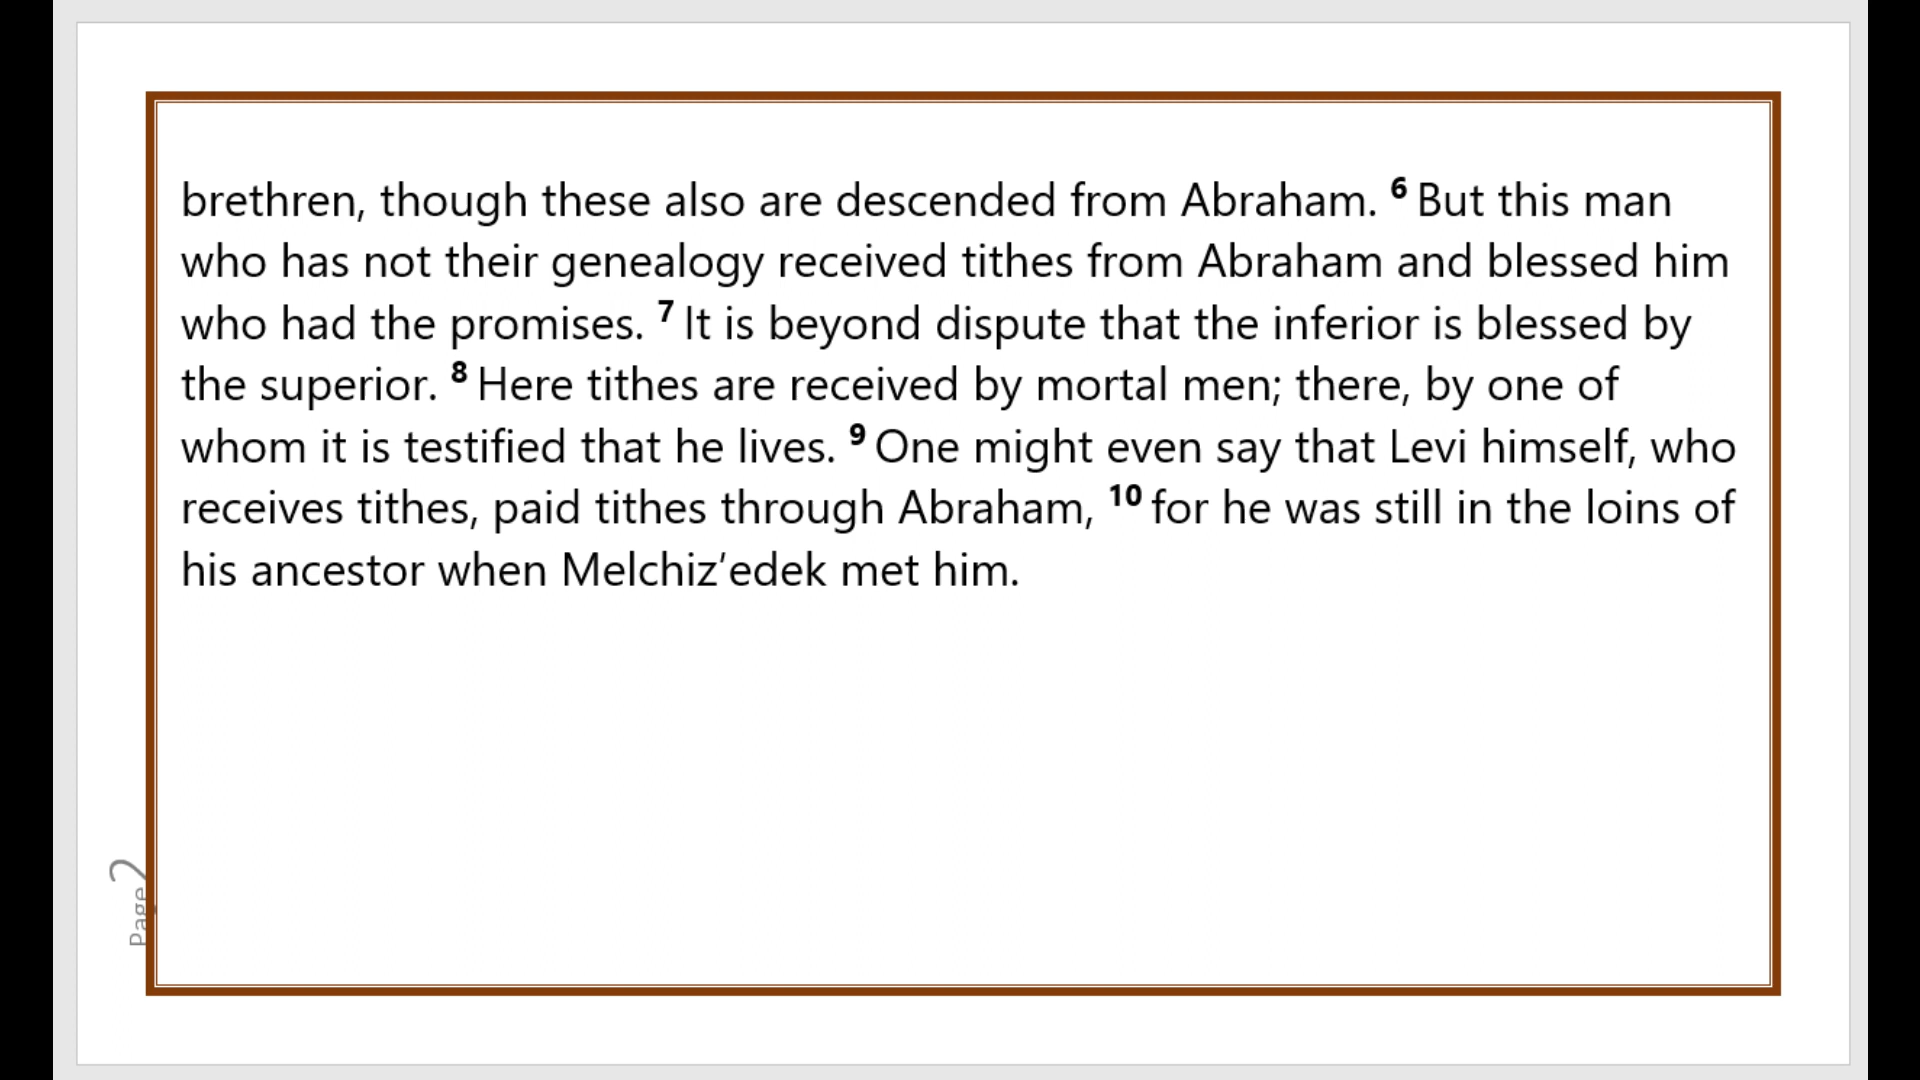 brethren, though these also are descended from Abraham. 6 But this man
who has not their genealogy received tithes from Abraham and blessed him
who had the promises. 7 It is beyond dispute that the inferior is blessed by
the superior. 8 Here tithes are received by mortal men; there, by one of
whom it is testified that he lives. 9 One might even say that Levi himself, who
receives tithes, paid tithes through Abraham, 10 for he was still in the loins of
his ancestor when Melchiz′edek met him.
Page 2